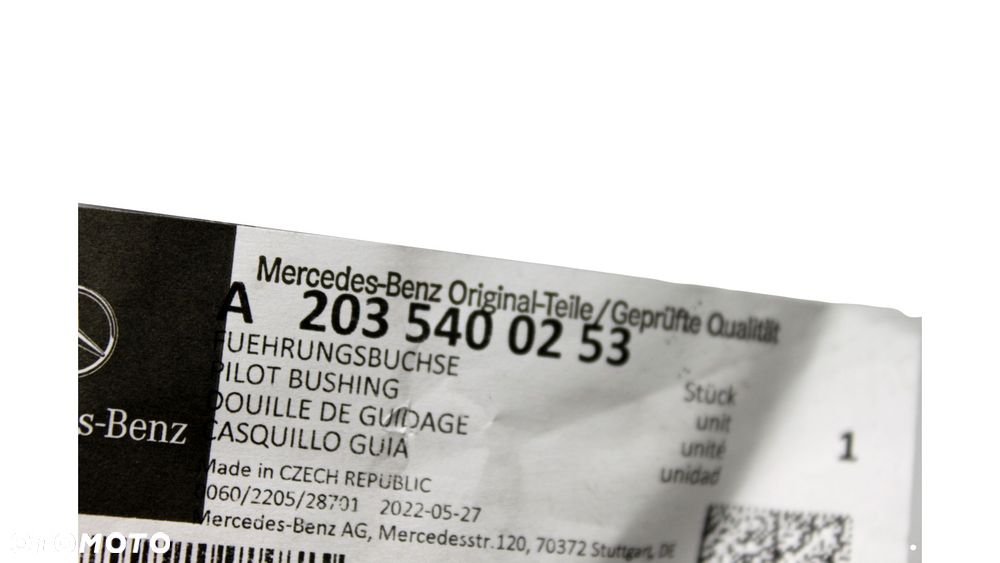 Mercedes-Benz Original-Teile/Geprüfte Qualität
A 203 540 02 53
FUEHRUNGSBUCHSE
PILOT BUSHING
DOUILLE DE GUIDAGE
CASQUILLO GUIA
Stück
unit
unité
unidad
1
Made in CZECH REPUBLIC
060/2205/28701 2022-05-27
Mercedes-Benz AG, Mercedesstr.120, 70372 Stuttgart, DE
s-Benz
OTOMOTO